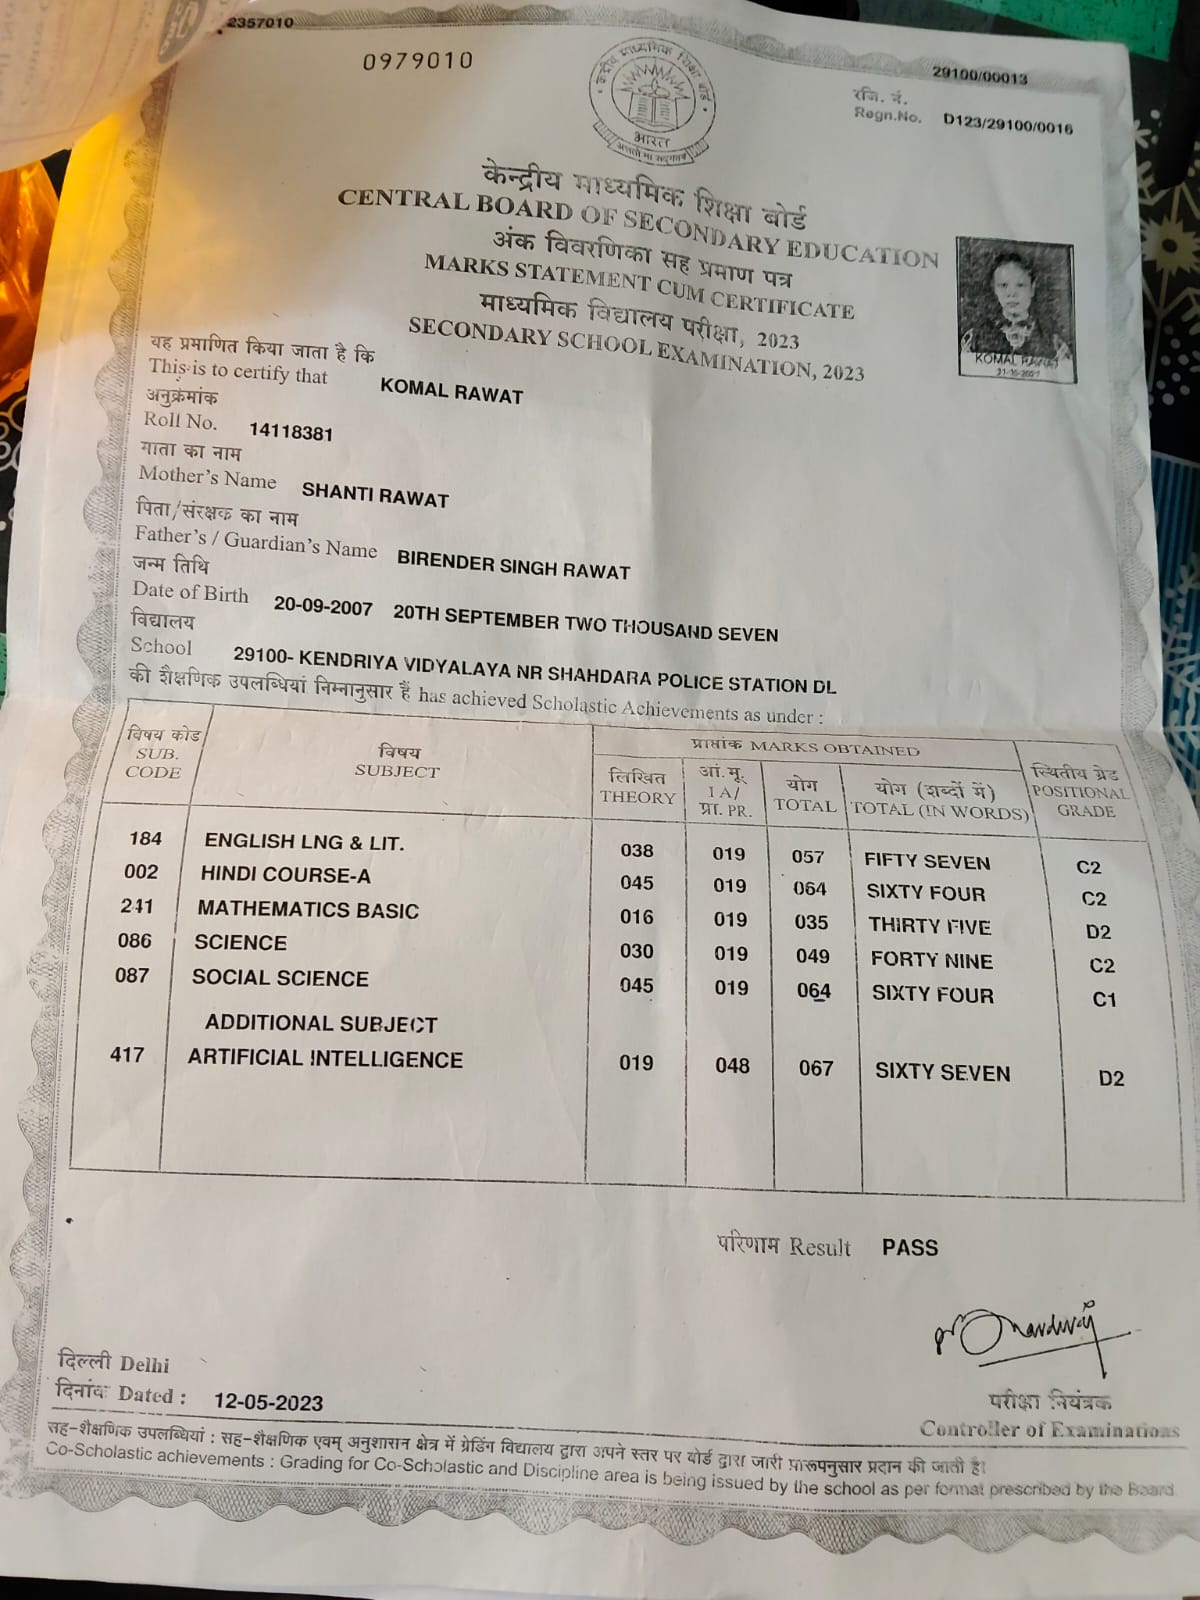 2357010
0979010
29100/00013
रजि. नं.
Regn.No. D123/29100/0016
केन्द्रीय माध्यमिक शिक्षा बोर्ड
भारत
असतो मा सद्गमय
केन्द्रीय माध्यमिक शिक्षा बोर्ड
CENTRAL BOARD OF SECONDARY EDUCATION
अंक विवरणिका सह प्रमाण पत्र
MARKS STATEMENT CUM CERTIFICATE
माध्यमिक विद्यालय परीक्षा, 2023
SECONDARY SCHOOL EXAMINATION, 2023
KOMAL RAWAT
यह प्रमाणित किया जाता है कि
This is to certify that KOMAL RAWAT
अनुक्रमांक
Roll No. 14118381
माता का नाम
Mother's Name SHANTI RAWAT
पिता/संरक्षक का नाम
Father's / Guardian's Name BIRENDER SINGH RAWAT
जन्म तिथि
Date of Birth 20-09-2007 20TH SEPTEMBER TWO THOUSAND SEVEN
विद्यालय
School 29100- KENDRIYA VIDYALAYA NR SHAHDARA POLICE STATION DL
की शैक्षणिक उपलब्धियां निम्नानुसार हैं has achieved Scholastic Achievements as under :
विषय कोड SUB. CODE विषय SUBJECT प्राप्तांक MARKS OBTAINED स्थितीय ग्रेड POSITIONAL GRADE
लिखित THEORY आं.मू. I A/ प्रा. PR. योग TOTAL योग (शब्दों में) TOTAL (IN WORDS)
184 ENGLISH LNG & LIT. 038 019 057 FIFTY SEVEN C2
002 HINDI COURSE-A 045 019 064 SIXTY FOUR C2
241 MATHEMATICS BASIC 016 019 035 THIRTY FIVE D2
086 SCIENCE 030 019 049 FORTY NINE C2
087 SOCIAL SCIENCE 045 019 064 SIXTY FOUR C1
ADDITIONAL SUBJECT
417 ARTIFICIAL INTELLIGENCE 019 048 067 SIXTY SEVEN D2
परिणाम Result PASS
दिल्ली Delhi
दिनांक Dated : 12-05-2023
परीक्षा नियंत्रक
Controller of Examinations
सह-शैक्षणिक उपलब्धियां : सह-शैक्षणिक एवम् अनुशासन क्षेत्र में ग्रेडिंग विद्यालय द्वारा अपने स्तर पर बोर्ड द्वारा जारी प्रारूपनुसार प्रदान की जाती है।
Co-Scholastic achievements : Grading for Co-Scholastic and Discipline area is being issued by the school as per format prescribed by the Board